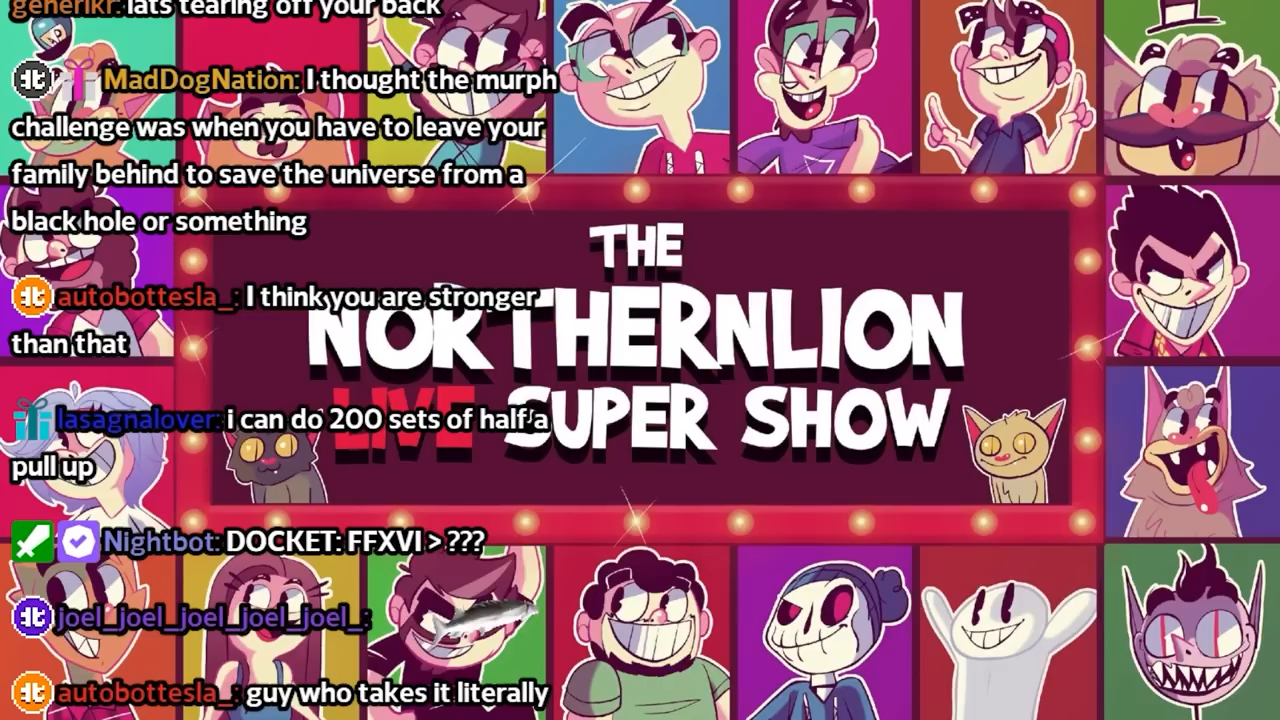 generikr: lats tearing off your back
MadDogNation: I thought the murph
challenge was when you have to leave your
family behind to save the universe from a
black hole or something
autobottesla_: I think you are stronger
than that
lasagnalover: i can do 200 sets of half a
pull up
Nightbot: DOCKET: FFXVI > ???
joel_joel_joel_joel_joel_:
autobottesla_: guy who takes it literally
THE
NORTHERNLION
LIVE SUPER SHOW